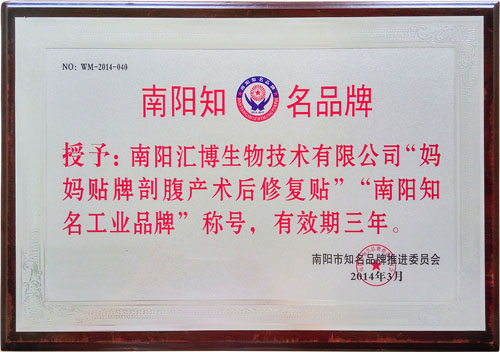 NO: WM-2014-040
南阳知 名品牌
授予：南阳汇博生物技术有限公司“妈
妈贴牌剖腹产术后修复贴”“南阳知
名工业品牌”称号，有效期三年。
南阳市知名品牌推进委员会
2014年3月